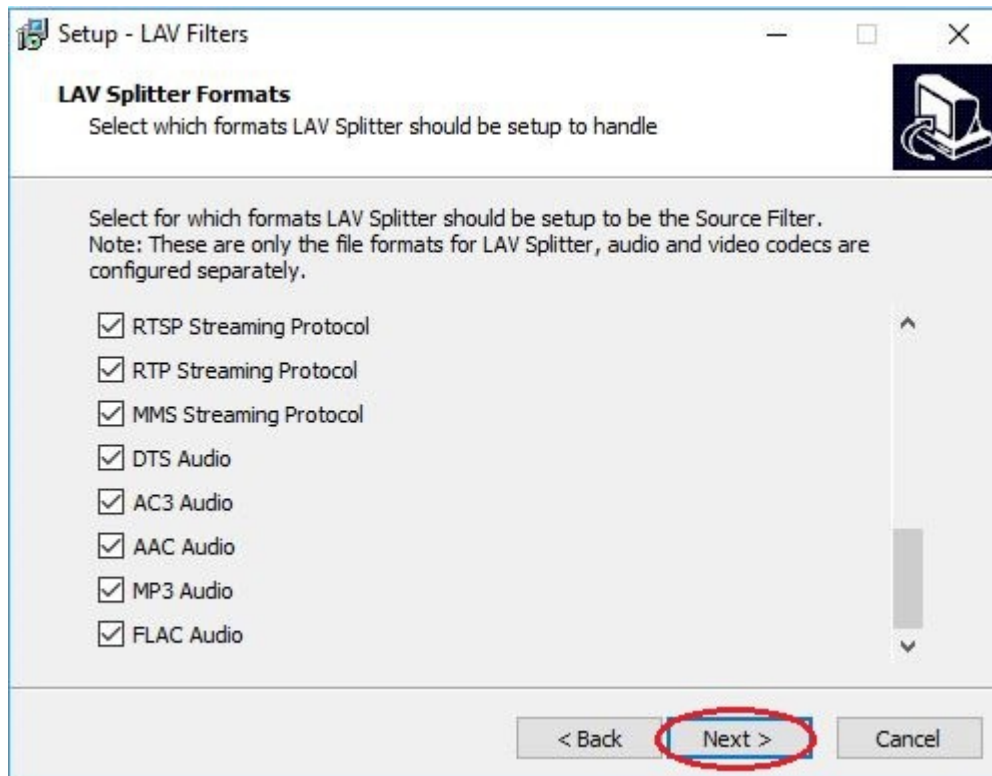 Setup - LAV Filters
LAV Splitter Formats
Select which formats LAV Splitter should be setup to handle
Select for which formats LAV Splitter should be setup to be the Source Filter.
Note: These are only the file formats for LAV Splitter, audio and video codecs are
configured separately.
RTSP Streaming Protocol
RTP Streaming Protocol
MMS Streaming Protocol
DTS Audio
AC3 Audio
AAC Audio
MP3 Audio
FLAC Audio
< Back Next > Cancel